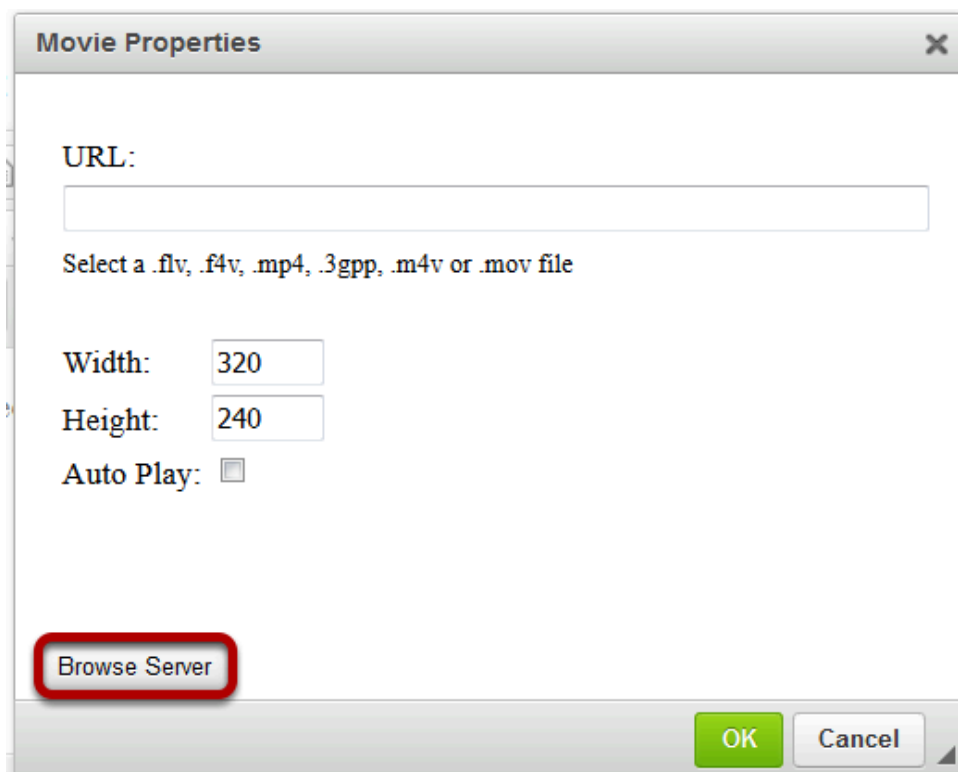 Movie Properties
URL:
Select a .flv, .f4v, .mp4, .3gpp, .m4v or .mov file
Width: 320
Height: 240
Auto Play:
Browse Server
OK Cancel